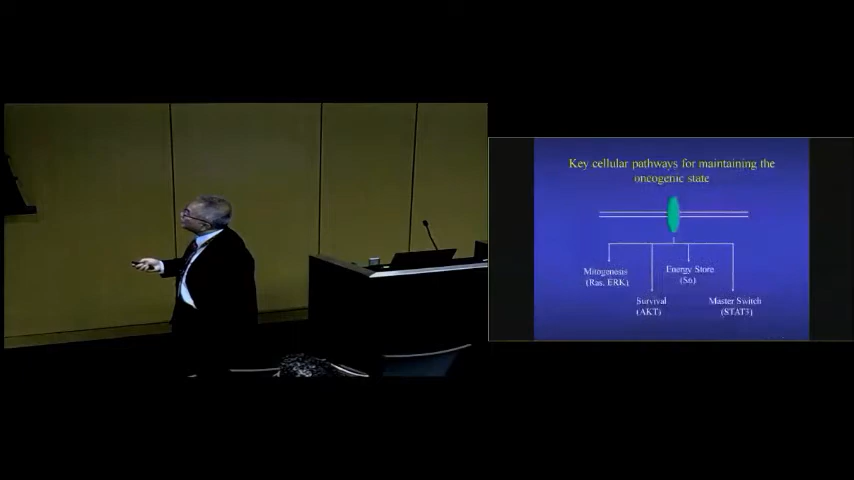 Key cellular pathways for maintaining the
oncogenic state
Mitogenesis
(Ras, ERK)
Survival
(AKT)
Energy Store
(S6)
Master Switch
(STAT3)